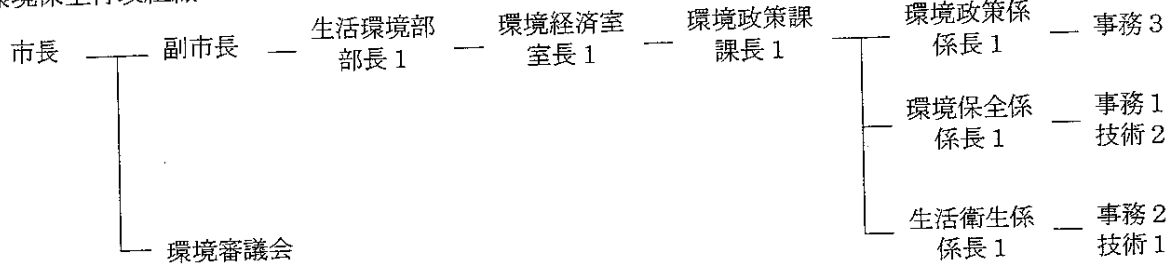 市長
副市長
生活環境部
部長1
環境経済室
室長1
環境政策課
課長1
環境政策係
係長1
事務3
環境保全係
係長1
事務1
技術2
生活衛生係
係長1
事務2
技術1
環境審議会